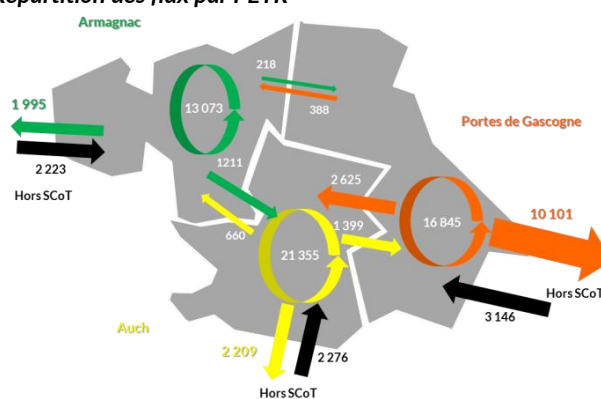 Répartition des flux par PETR
Armagnac
218
1 995
13 073
388
Portes de Gascogne
2 223
1211
2 625
Hors SCoT
10 101
16 845
660
1 399
21 355
Hors SCoT
3 146
Auch
2 209
2 276
Hors SCoT